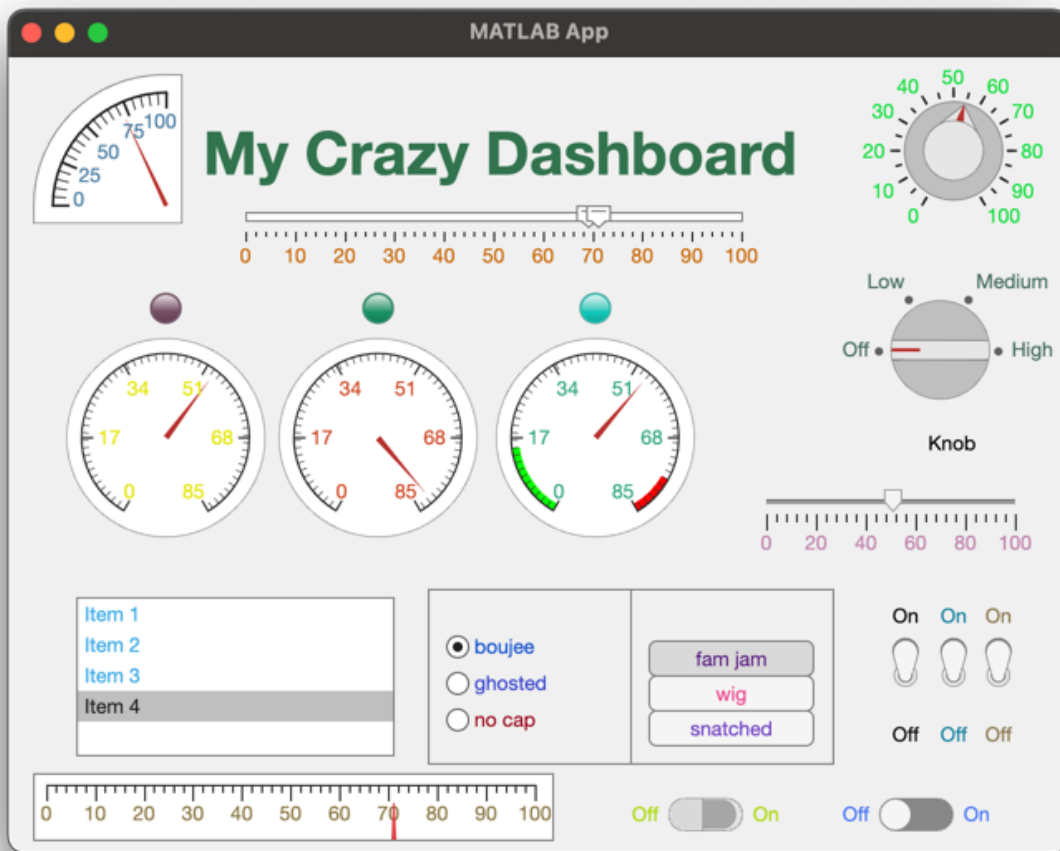 MATLAB App
0 25 50 75 100
My Crazy Dashboard
0 10 20 30 40 50 60 70 80 90 100
0 10 20 30 40 50 60 70 80 90 100
Off Low Medium High
0 17 34 51 68 85
0 17 34 51 68 85
0 17 34 51 68 85
Knob
0 20 40 60 80 100
Item 1
Item 2
Item 3
Item 4
boujee
ghosted
no cap
fam jam
wig
snatched
On On On
Off Off Off
0 10 20 30 40 50 60 70 80 90 100
Off On
Off On